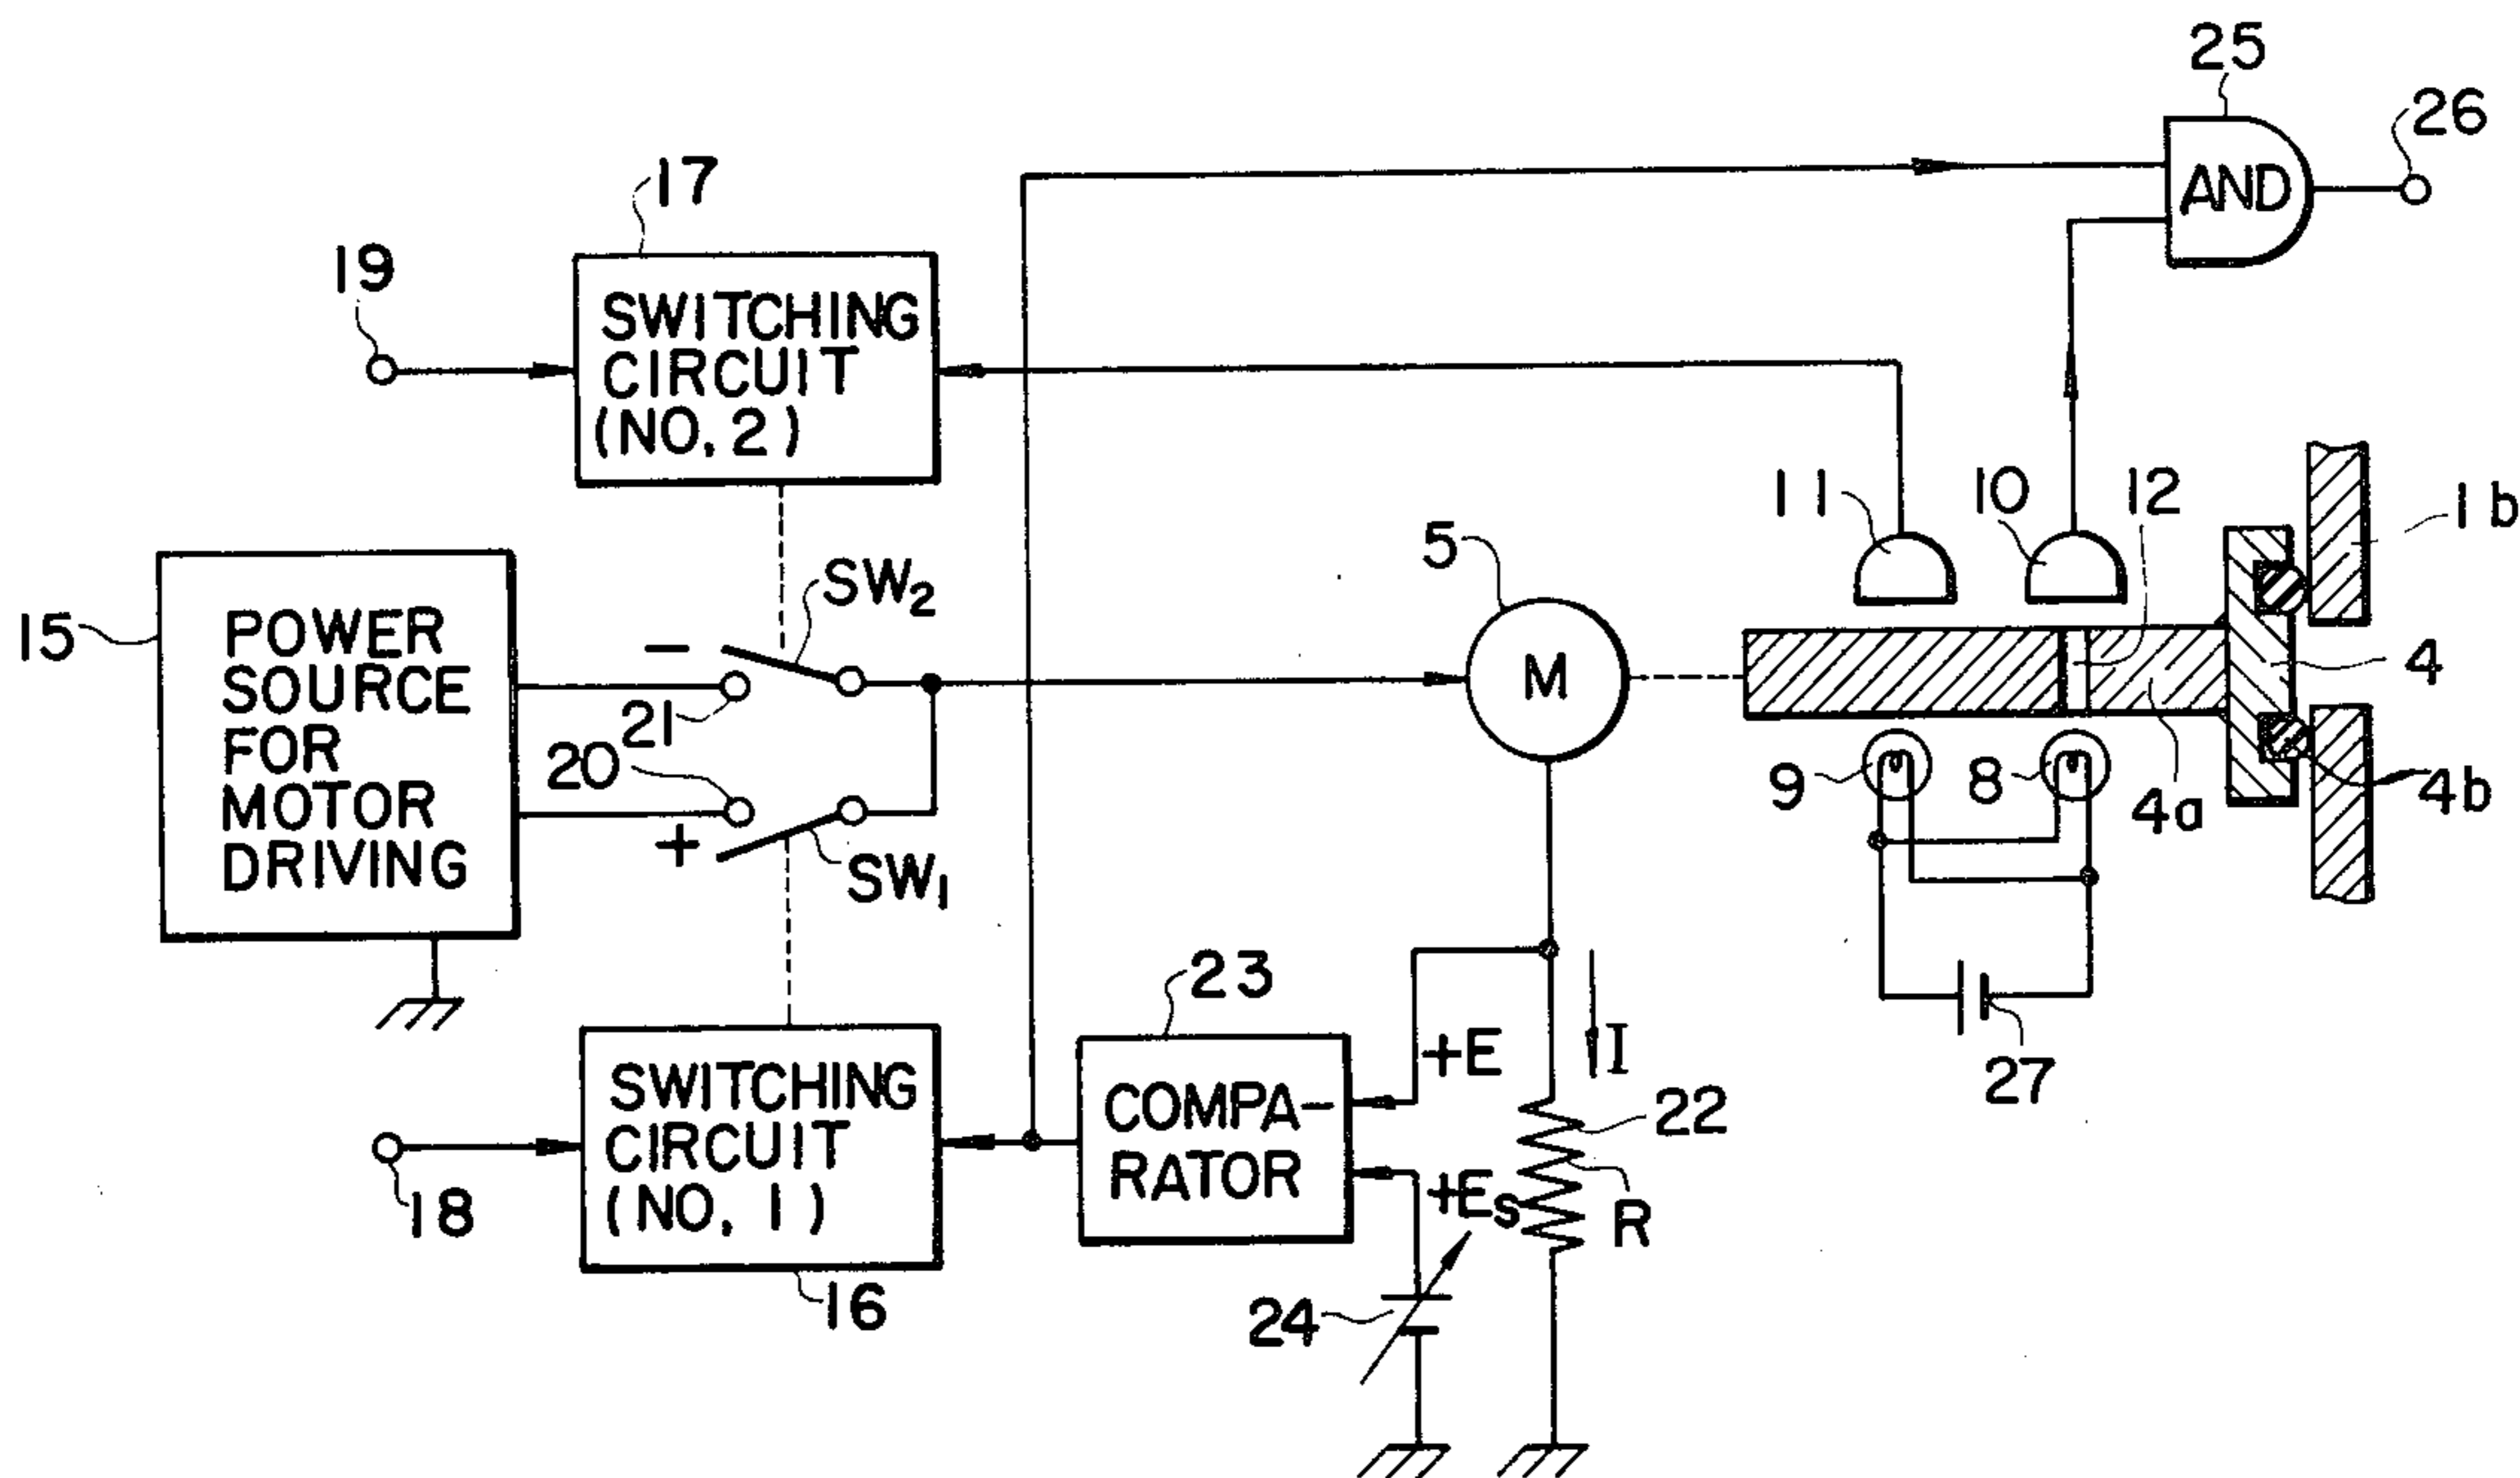 25
26
AND
17
19
SWITCHING
CIRCUIT
(NO. 2)
11
10
12
1b
5
SW2
15
POWER
SOURCE
FOR
MOTOR
DRIVING
−
21
20
+
SW1
M
4
9
8
4a
4b
23
+E
I
27
SWITCHING
CIRCUIT
(NO. 1)
COMPA-
RATOR
22
18
+Es
R
16
24